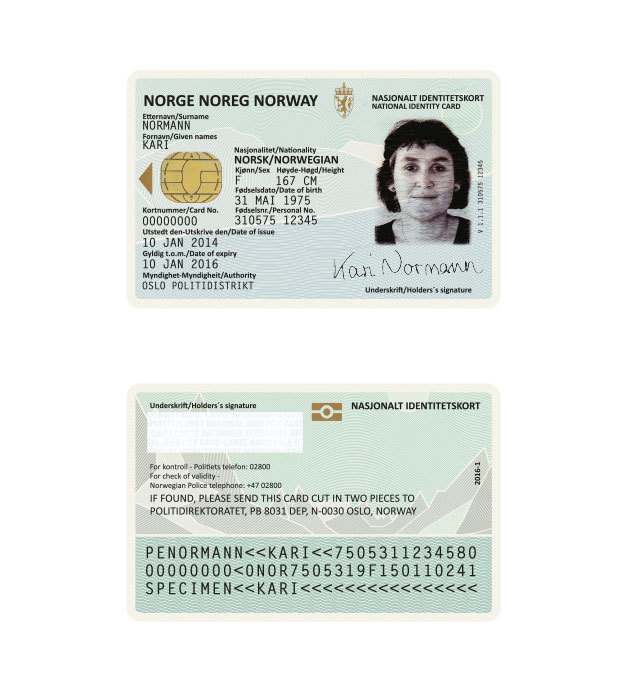 NORGE NOREG NORWAY
NASJONALT IDENTITETSKORT
NATIONAL IDENTITY CARD
Etternavn/Surname
NORMANN
Fornavn/Given names
KARI
Nasjonalitet/Nationality
NORSK/NORWEGIAN
Kjønn/Sex Høyde-Høgd/Height
F 167 CM
Fødselsdato/Date of birth
31 MAI 1975
Kortnummer/Card No.
Fødselsnr./Personal No.
00000000
310575 12345
Utstedt den-Utskrive den/Date of issue
10 JAN 2014
Gyldig t.o.m./Date of expiry
10 JAN 2016
Myndighet-Myndigheit/Authority
OSLO POLITIDISTRIKT
V 1.1.1 310575 12345
Kari Normann
Underskrift/Holders´s signature
Underskrift/Holders´s signature
NASJONALT IDENTITETSKORT
For kontroll - Politiets telefon: 02800
For check of validity -
Norwegian Police telephone: +47 02800
2016-1
IF FOUND, PLEASE SEND THIS CARD CUT IN TWO PIECES TO
POLITIDIREKTORATET, PB 8031 DEP, N-0030 OSLO, NORWAY
PENORMANN<<KARI<<7505311234580
00000000<0NOR7505319F150110241
SPECIMEN<<KARI<<<<<<<<<<<<<<<<